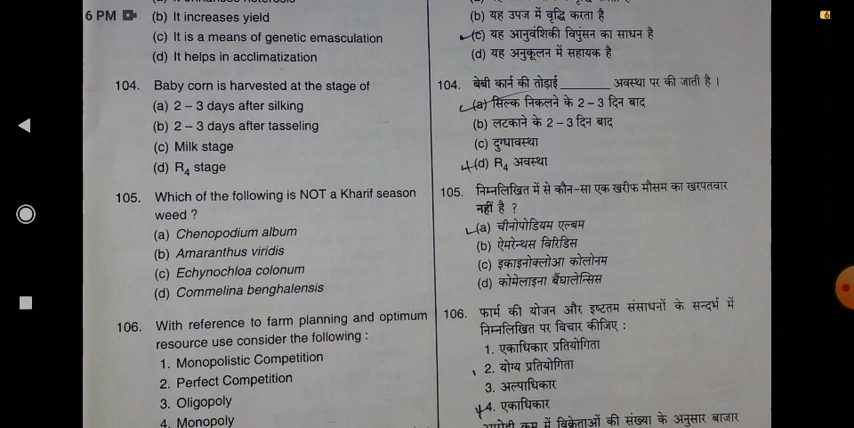 6 PM
(b) It increases yield
(c) It is a means of genetic emasculation
(d) It helps in acclimatization
104. Baby corn is harvested at the stage of
(a) 2 – 3 days after silking
(b) 2 – 3 days after tasseling
(c) Milk stage
(d) R4 stage
105. Which of the following is NOT a Kharif season
weed ?
(a) Chenopodium album
(b) Amaranthus viridis
(c) Echynochloa colonum
(d) Commelina benghalensis
106. With reference to farm planning and optimum
resource use consider the following :
1. Monopolistic Competition
2. Perfect Competition
3. Oligopoly
4. Monopoly
(b) यह उपज में वृद्धि करता है
(c) यह आनुवंशिकी विपुंसन का साधन है
(d) यह अनुकूलन में सहायक है
104. बेबी कार्न की तोड़ाई ________ अवस्था पर की जाती है ।
(a) सिल्क निकलने के 2 – 3 दिन बाद
(b) लटकाने के 2 – 3 दिन बाद
(c) दुग्धावस्था
(d) R4 अवस्था
105. निम्नलिखित में से कौन-सा एक खरीफ मौसम का खरपतवार
नहीं है ?
(a) चीनोपोडियम एल्बम
(b) ऐमरेन्थस विरिडिस
(c) इकाइनोक्लोआ कोलोनम
(d) कोमेलाइना बैंघालेन्सिस
106. फार्म की योजन और इष्टतम संसाधनों के सन्दर्भ में
निम्नलिखित पर विचार कीजिए :
1. एकाधिकार प्रतियोगिता
2. योग्य प्रतियोगिता
3. अल्पाधिकार
4. एकाधिकार
क्रम में विक्रेताओं की संख्या के अनुसार बाजार